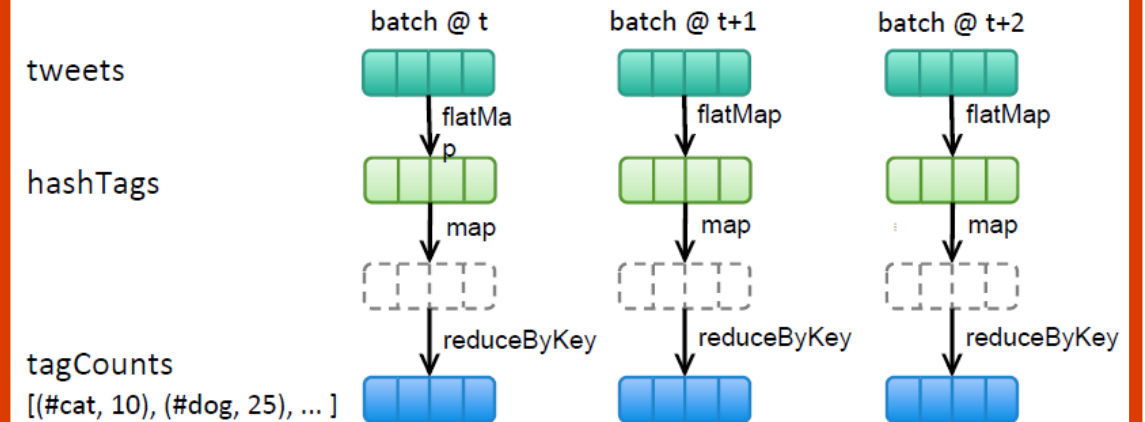 batch @ t
batch @ t+1
batch @ t+2
tweets
flatMa
p
flatMap
flatMap
hashTags
map
map
map
reduceByKey
reduceByKey
reduceByKey
tagCounts
[(#cat, 10), (#dog, 25), ... ]